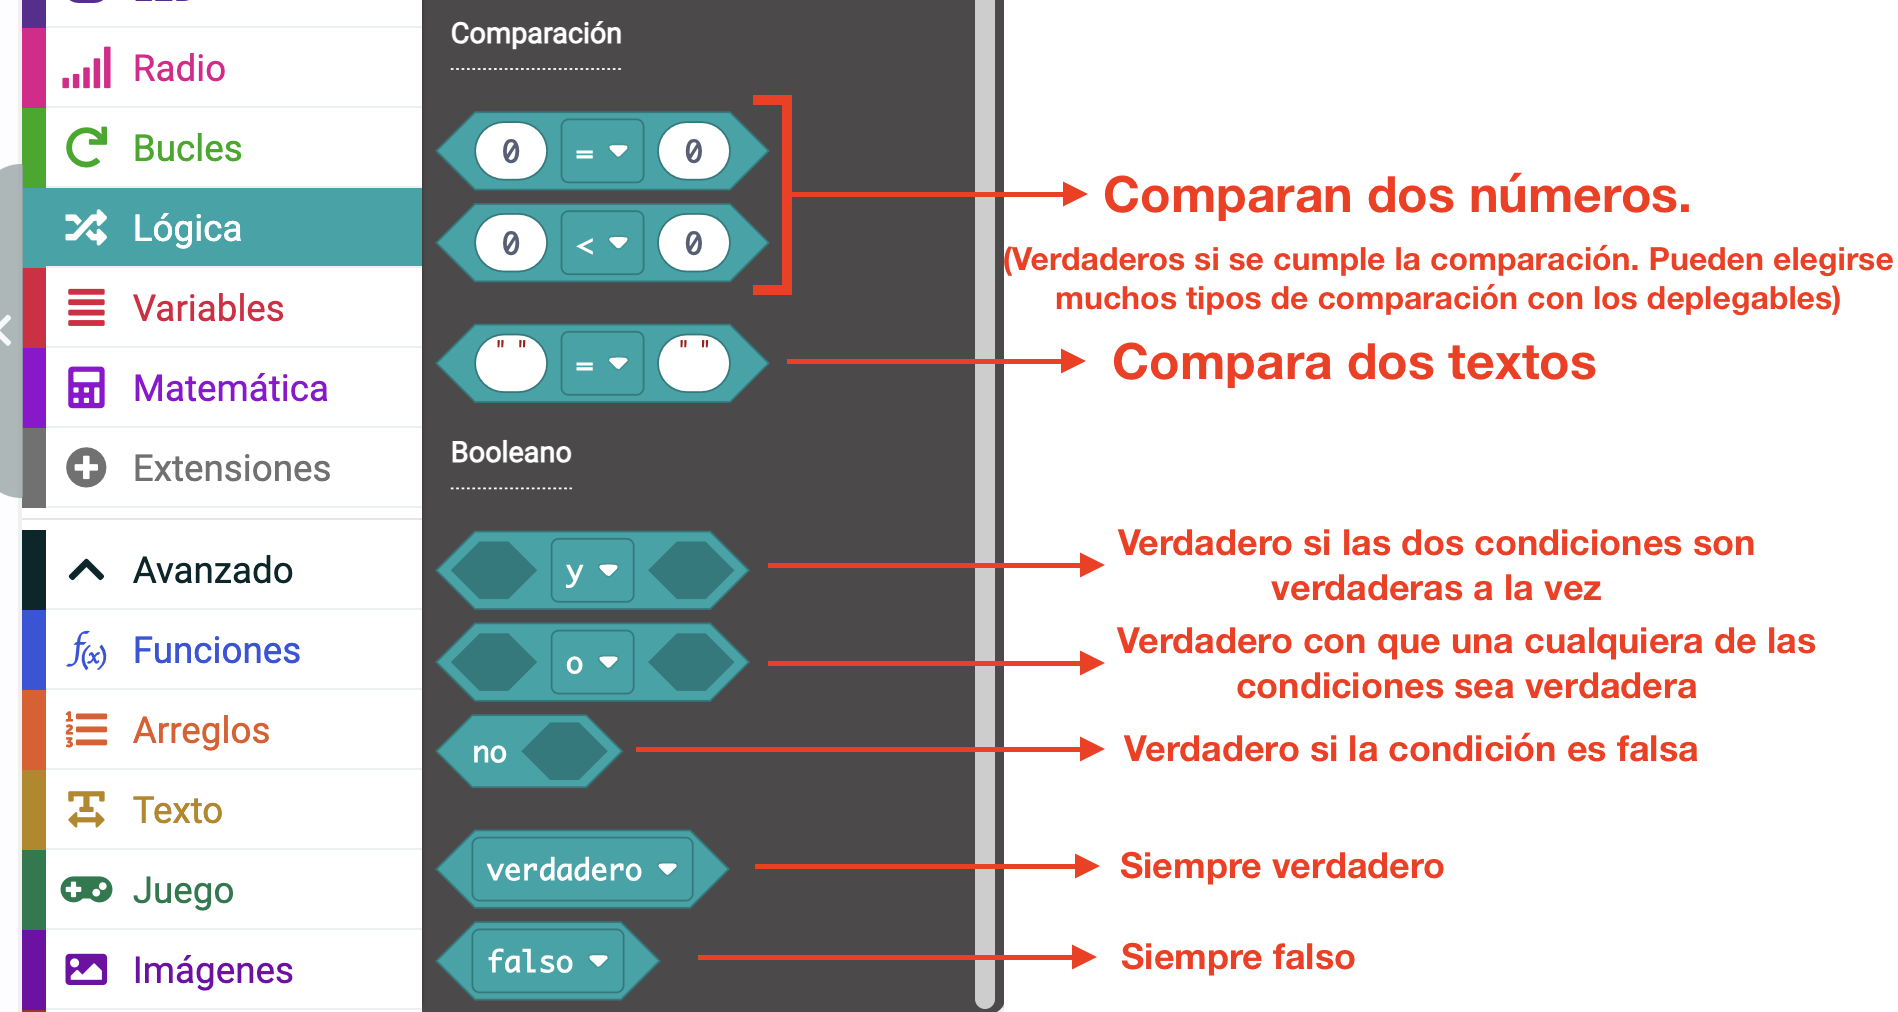 Radio
Bucles
Lógica
Variables
Matemática
Extensiones
Avanzado
Funciones
Arreglos
Texto
Juego
Imágenes
Comparación
0 = 0
0 < 0
" " = " "
Booleano
y
o
no
verdadero
falso
Comparan dos números.
(Verdaderos si se cumple la comparación. Pueden elegirse
muchos tipos de comparación con los deplegables)
Compara dos textos
Verdadero si las dos condiciones son
verdaderas a la vez
Verdadero con que una cualquiera de las
condiciones sea verdadera
Verdadero si la condición es falsa
Siempre verdadero
Siempre falso